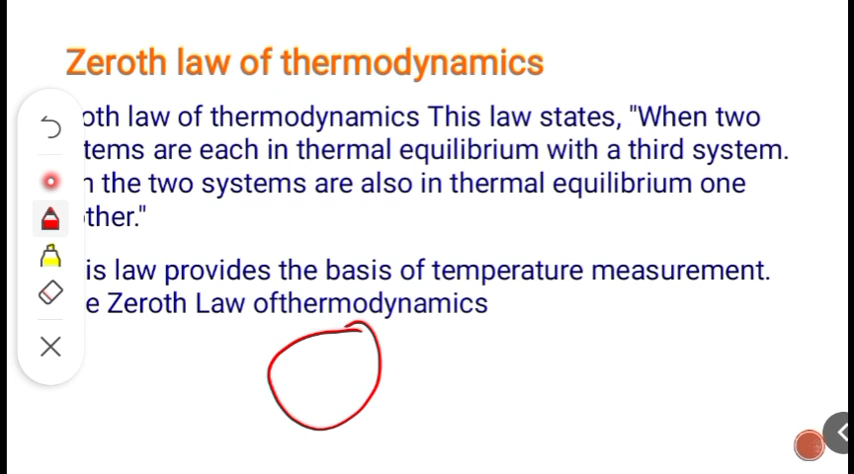 Zeroth law of thermodynamics
oth law of thermodynamics This law states, "When two
tems are each in thermal equilibrium with a third system.
n the two systems are also in thermal equilibrium one
ther."
is law provides the basis of temperature measurement.
e Zeroth Law ofthermodynamics